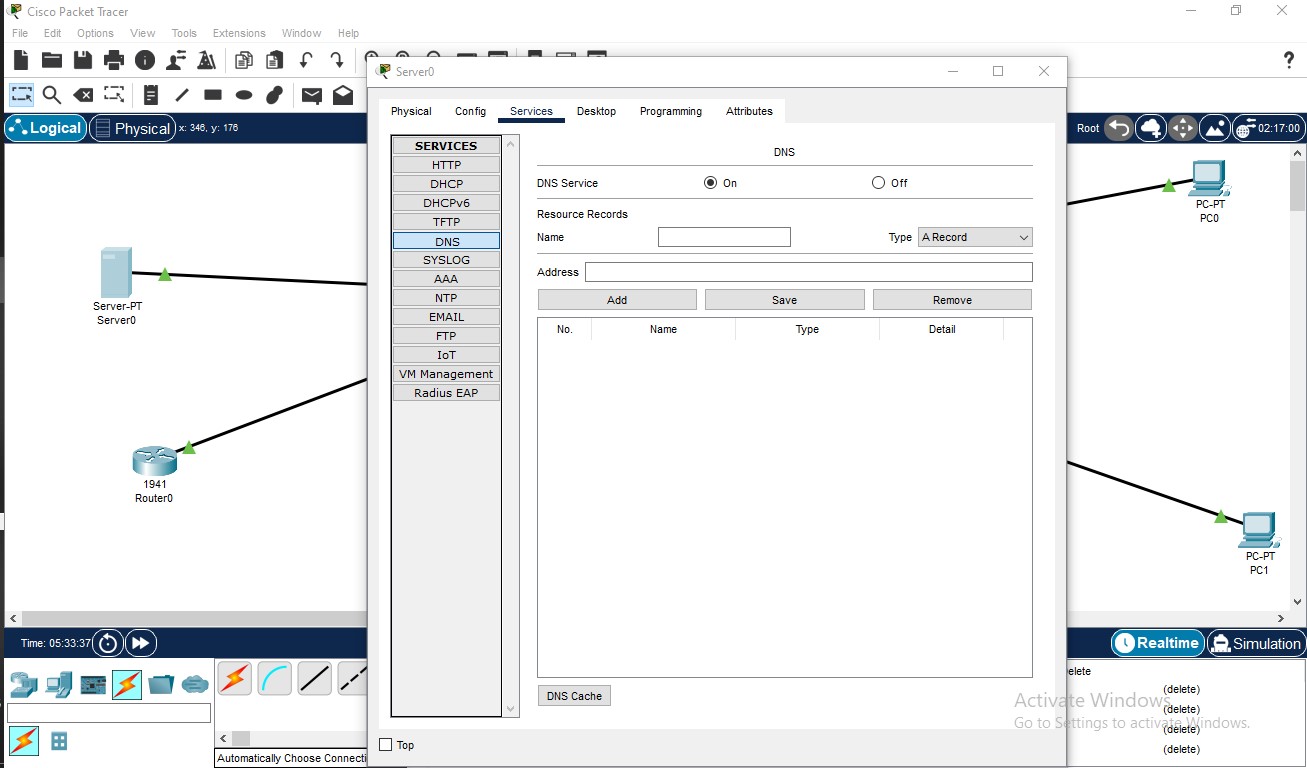 Cisco Packet Tracer
File Edit Options View Tools Extensions Window Help
?
Server0
Physical Config Services Desktop Programming Attributes
Logical Physical x: 346, y: 176
Root 02:17:00
SERVICES
HTTP
DHCP
DHCPv6
TFTP
DNS
SYSLOG
AAA
NTP
EMAIL
FTP
IoT
VM Management
Radius EAP
DNS
DNS Service On Off
Resource Records
Name Type A Record
Address
Add Save Remove
No. Name Type Detail
DNS Cache
Top
Server-PT
Server0
1941
Router0
PC-PT
PC0
PC-PT
PC1
Time: 05:33:37
Realtime Simulation
elete
(delete)
(delete)
(delete)
(delete)
Activate Windows
Go to Settings to activate Windows.
Automatically Choose Connecti